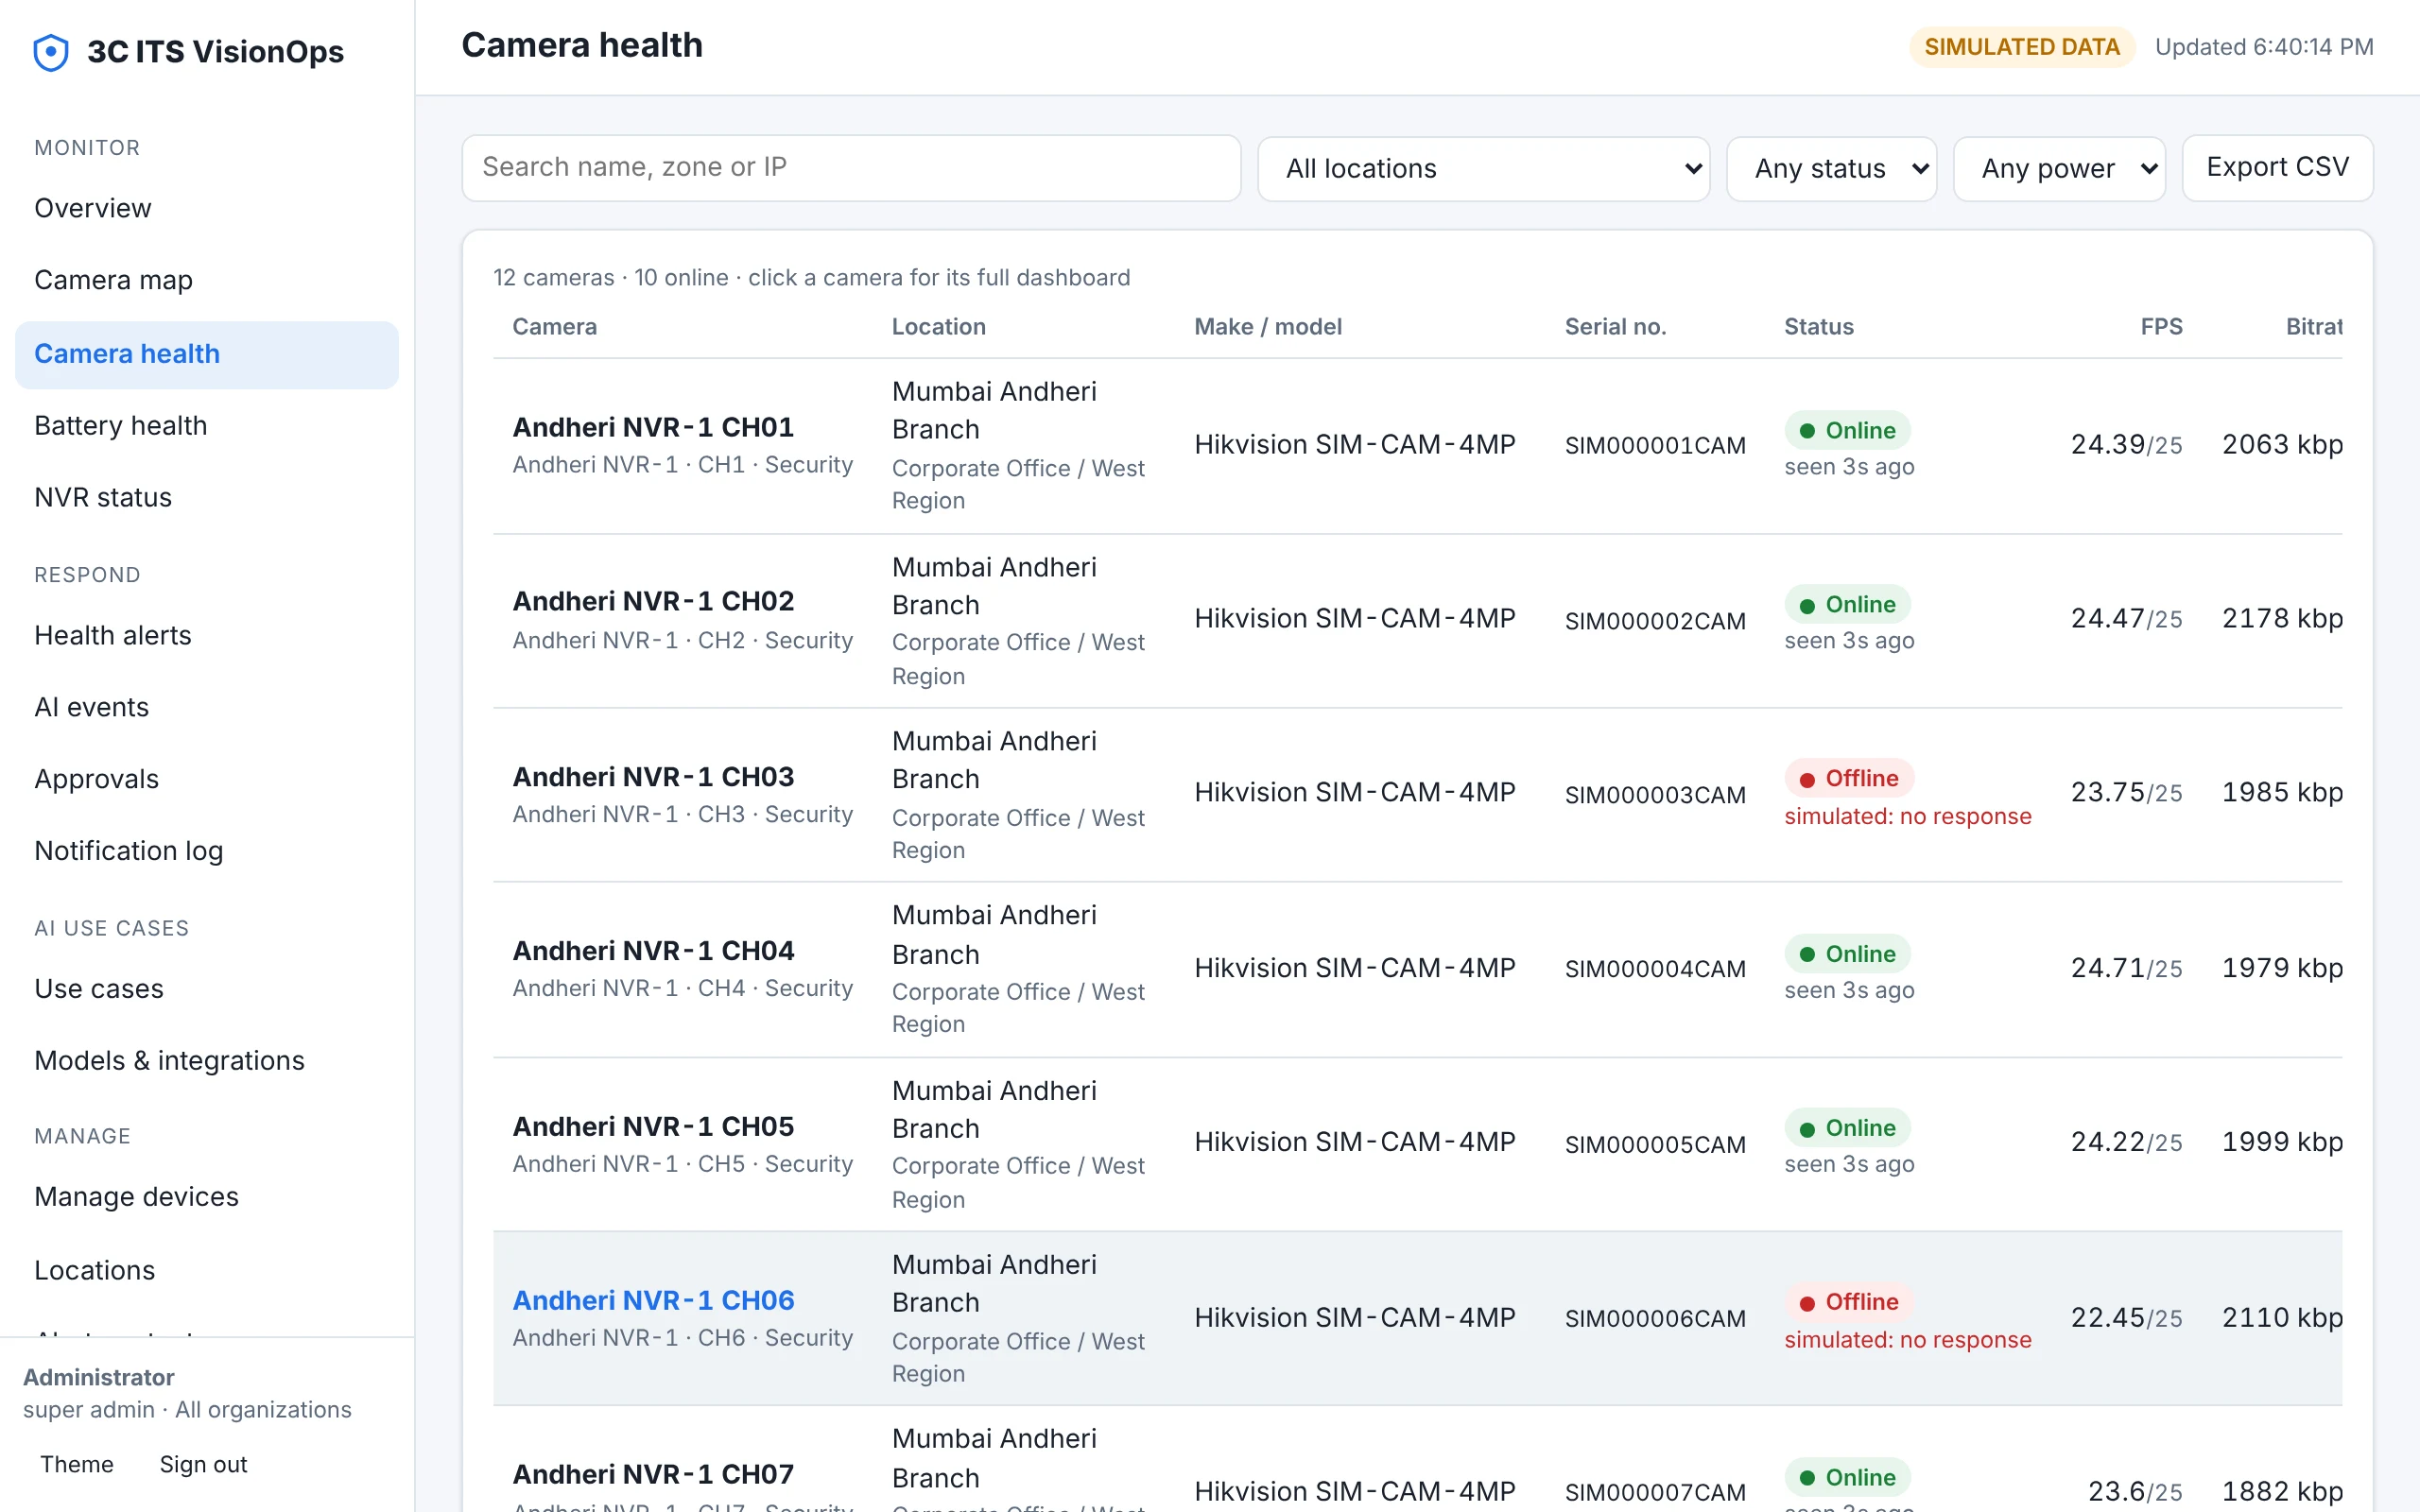 3C ITS VisionOps
MONITOR
Overview
Camera map
Camera health
Battery health
NVR status
RESPOND
Health alerts
AI events
Approvals
Notification log
AI USE CASES
Use cases
Models & integrations
MANAGE
Manage devices
Locations
Administrator
super admin · All organizations
Theme Sign out
Camera health
SIMULATED DATA Updated 6:40:14 PM
Search name, zone or IP All locations Any status Any power Export CSV
12 cameras · 10 online · click a camera for its full dashboard
Camera Location Make / model Serial no. Status FPS Bitrat
Andheri NVR-1 CH01
Andheri NVR-1 · CH1 · Security
Mumbai Andheri
Branch
Corporate Office / West
Region
Hikvision SIM-CAM-4MP
SIM000001CAM
Online
seen 3s ago
24.39/25
2063 kbp
Andheri NVR-1 CH02
Andheri NVR-1 · CH2 · Security
Mumbai Andheri
Branch
Corporate Office / West
Region
Hikvision SIM-CAM-4MP
SIM000002CAM
Online
seen 3s ago
24.47/25
2178 kbp
Andheri NVR-1 CH03
Andheri NVR-1 · CH3 · Security
Mumbai Andheri
Branch
Corporate Office / West
Region
Hikvision SIM-CAM-4MP
SIM000003CAM
Offline
simulated: no response
23.75/25
1985 kbp
Andheri NVR-1 CH04
Andheri NVR-1 · CH4 · Security
Mumbai Andheri
Branch
Corporate Office / West
Region
Hikvision SIM-CAM-4MP
SIM000004CAM
Online
seen 3s ago
24.71/25
1979 kbp
Andheri NVR-1 CH05
Andheri NVR-1 · CH5 · Security
Mumbai Andheri
Branch
Corporate Office / West
Region
Hikvision SIM-CAM-4MP
SIM000005CAM
Online
seen 3s ago
24.22/25
1999 kbp
Andheri NVR-1 CH06
Andheri NVR-1 · CH6 · Security
Mumbai Andheri
Branch
Corporate Office / West
Region
Hikvision SIM-CAM-4MP
SIM000006CAM
Offline
simulated: no response
22.45/25
2110 kbp
Andheri NVR-1 CH07
Mumbai Andheri
Branch
Hikvision SIM-CAM-4MP
SIM000007CAM
Online
23.6/25
1882 kbp